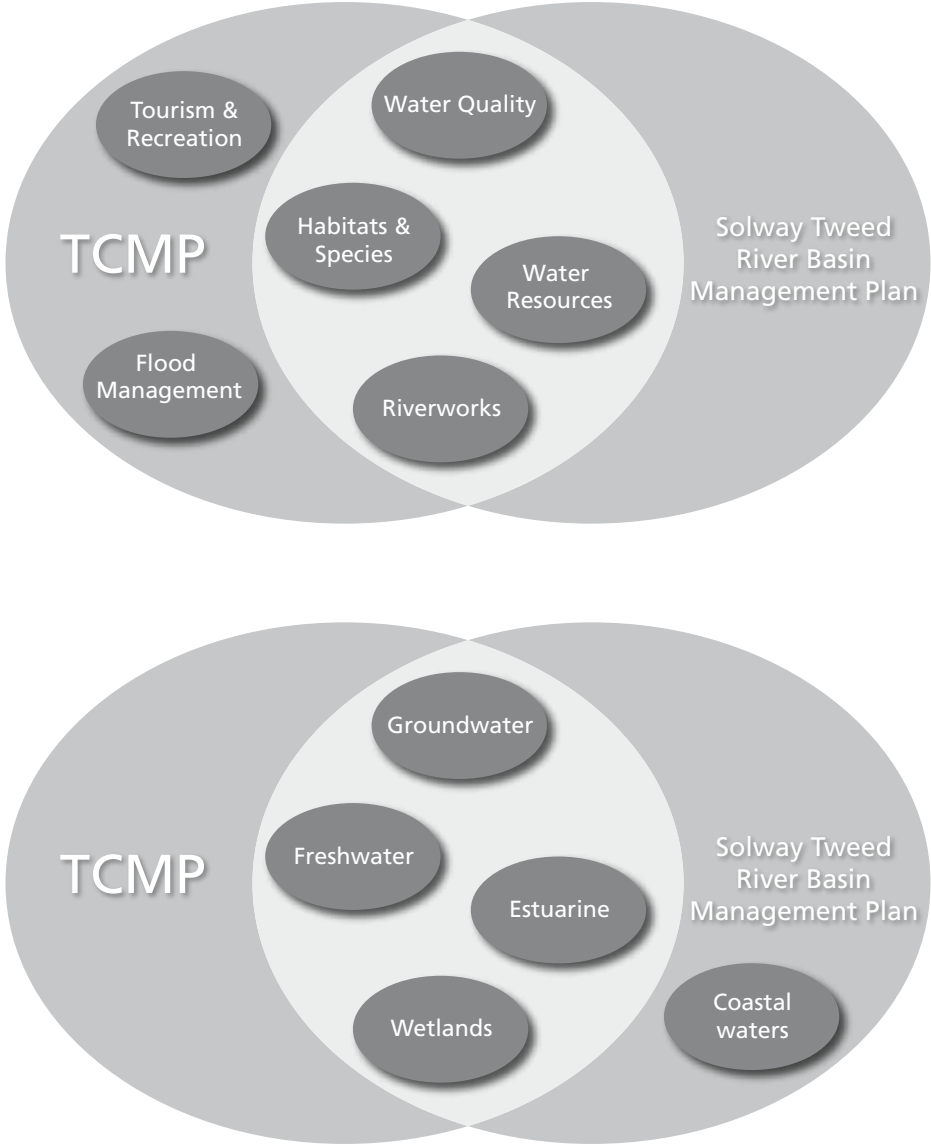 Tourism &
Recreation
Water Quality
TCMP
Habitats &
Species
Water
Resources
Solway Tweed
River Basin
Management Plan
Flood
Management
Riverworks
Groundwater
TCMP
Freshwater
Estuarine
Solway Tweed
River Basin
Management Plan
Wetlands
Coastal
waters